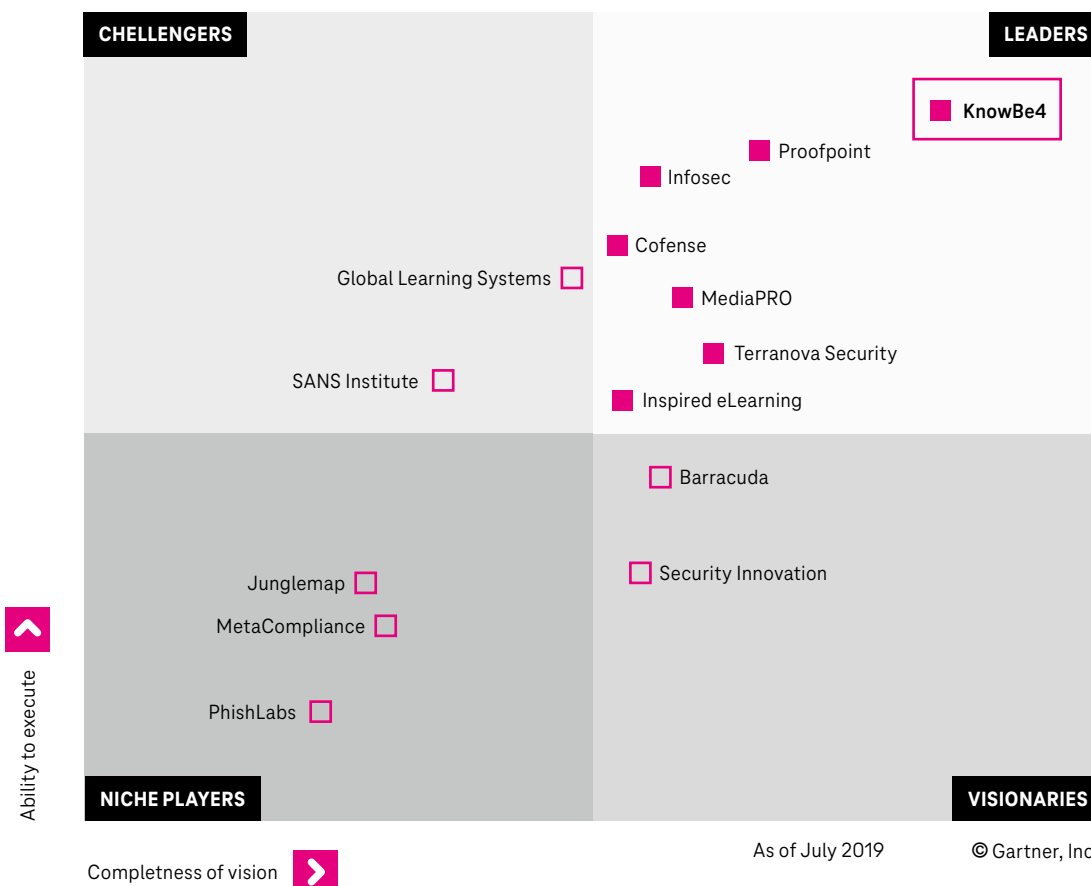 CHELLENGERS
LEADERS
KnowBe4
Proofpoint
Infosec
Cofense
Global Learning Systems
MediaPRO
Terranova Security
SANS Institute
Inspired eLearning
Barracuda
Security Innovation
Junglemap
MetaCompliance
PhishLabs
Ability to execute
NICHE PLAYERS
VISIONARIES
As of July 2019
© Gartner, Inc
Completness of vision